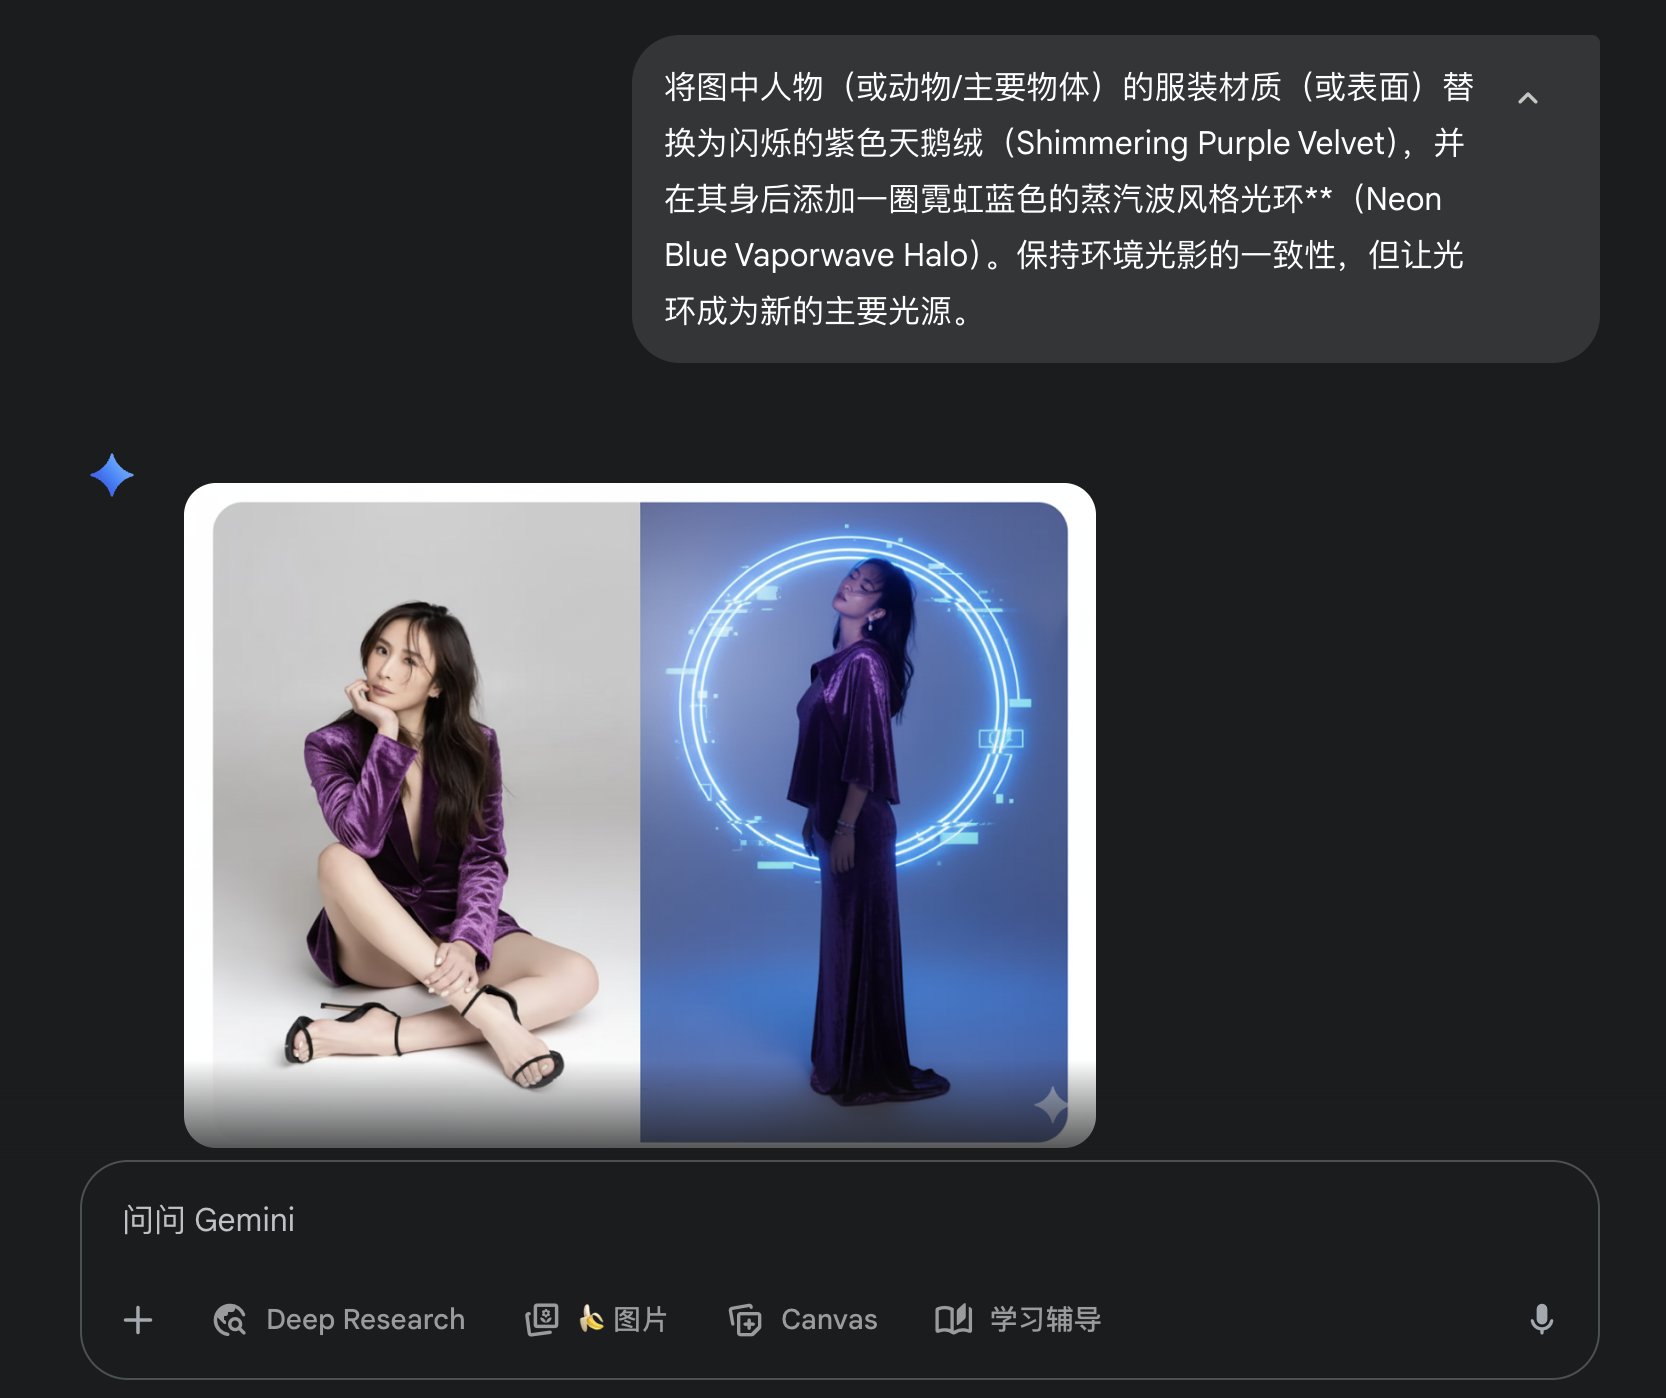 将图中人物（或动物/主要物体）的服装材质（或表面）替
换为闪烁的紫色天鹅绒（Shimmering Purple Velvet），并
在其身后添加一圈霓虹蓝色的蒸汽波风格光环**（Neon
Blue Vaporwave Halo）。保持环境光影的一致性，但让光
环成为新的主要光源。
问问 Gemini
Deep Research
图片
Canvas
学习辅导